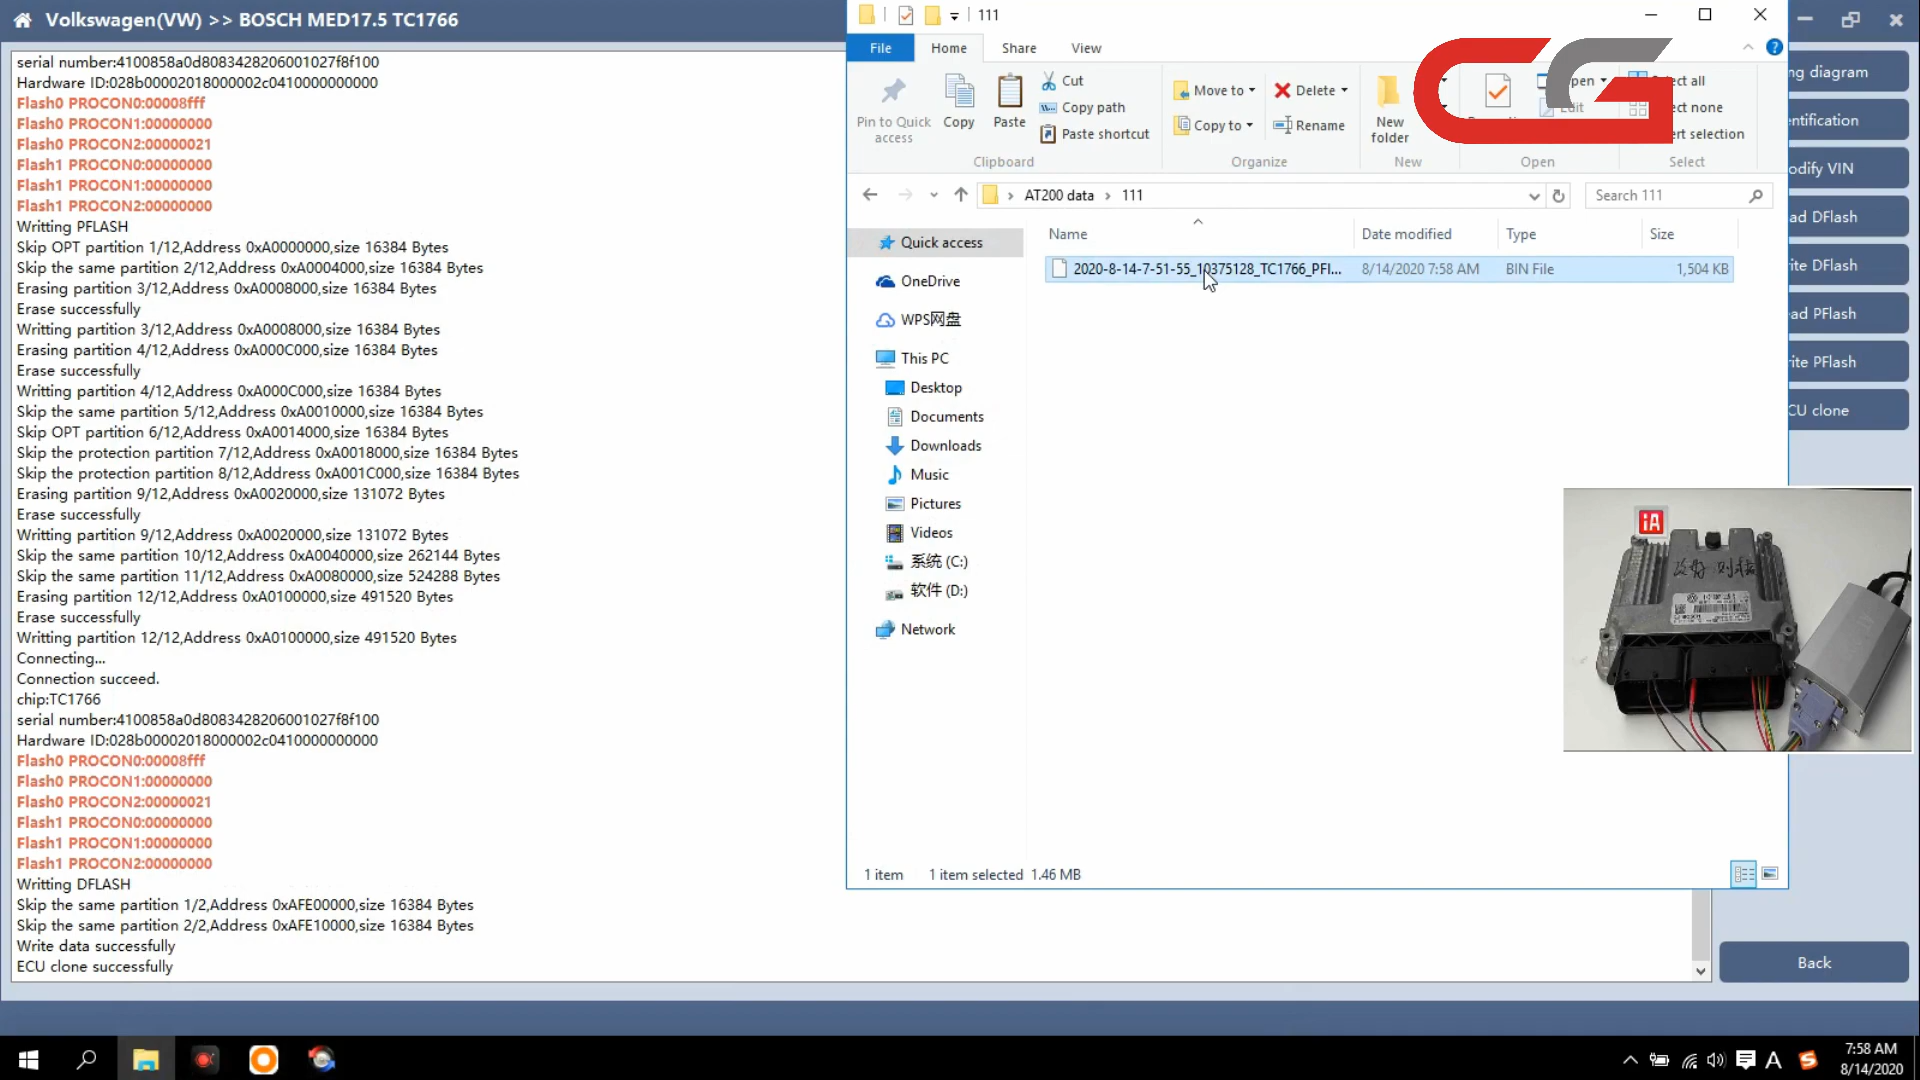 Volkswagen(VW) >> BOSCH MED17.5 TC1766
serial number:4100858a0d8083428206001027f8f100
Hardware ID:028b00002018000002c0410000000000
Flash0 PROCON0:00008fff
Flash0 PROCON1:00000000
Flash0 PROCON2:00000021
Flash1 PROCON0:00000000
Flash1 PROCON1:00000000
Flash1 PROCON2:00000000
Writting PFLASH
Skip OPT partition 1/12,Address 0xA0000000,size 16384 Bytes
Skip the same partition 2/12,Address 0xA0004000,size 16384 Bytes
Erasing partition 3/12,Address 0xA0008000,size 16384 Bytes
Erase successfully
Writting partition 3/12,Address 0xA0008000,size 16384 Bytes
Erasing partition 4/12,Address 0xA000C000,size 16384 Bytes
Erase successfully
Writting partition 4/12,Address 0xA000C000,size 16384 Bytes
Skip the same partition 5/12,Address 0xA0010000,size 16384 Bytes
Skip OPT partition 6/12,Address 0xA0014000,size 16384 Bytes
Skip the protection partition 7/12,Address 0xA0018000,size 16384 Bytes
Skip the protection partition 8/12,Address 0xA001C000,size 16384 Bytes
Erasing partition 9/12,Address 0xA0020000,size 131072 Bytes
Erase successfully
Writting partition 9/12,Address 0xA0020000,size 131072 Bytes
Skip the same partition 10/12,Address 0xA0040000,size 262144 Bytes
Skip the same partition 11/12,Address 0xA0080000,size 524288 Bytes
Erasing partition 12/12,Address 0xA0100000,size 491520 Bytes
Erase successfully
Writting partition 12/12,Address 0xA0100000,size 491520 Bytes
Connecting...
Connection succeed.
chip:TC1766
serial number:4100858a0d8083428206001027f8f100
Hardware ID:028b00002018000002c0410000000000
Flash0 PROCON0:00008fff
Flash0 PROCON1:00000000
Flash0 PROCON2:00000021
Flash1 PROCON0:00000000
Flash1 PROCON1:00000000
Flash1 PROCON2:00000000
Writting DFLASH
Skip the same partition 1/2,Address 0xAFE00000,size 16384 Bytes
Skip the same partition 2/2,Address 0xAFE10000,size 16384 Bytes
Write data successfully
ECU clone successfully
111
File Home Share View
Pin to Quick access
Copy
Paste
Cut
Copy path
Paste shortcut
Clipboard
Move to
Copy to
Delete
Rename
Organize
New folder
New
pen
Edit
Open
ect all
ect none
ert selection
Select
CG
AT200 data › 111
Search 111
Name Date modified Type Size
2020-8-14-7-51-55_10375128_TC1766_PFl... 8/14/2020 7:58 AM BIN File 1,504 KB
Quick access
OneDrive
WPS网盘
This PC
Desktop
Documents
Downloads
Music
Pictures
Videos
系统 (C:)
软件 (D:)
Network
1 item 1 item selected 1.46 MB
ng diagram
entification
odify VIN
ad DFlash
ite DFlash
ad PFlash
ite PFlash
CU clone
iA
Back
A
S
7:58 AM
8/14/2020